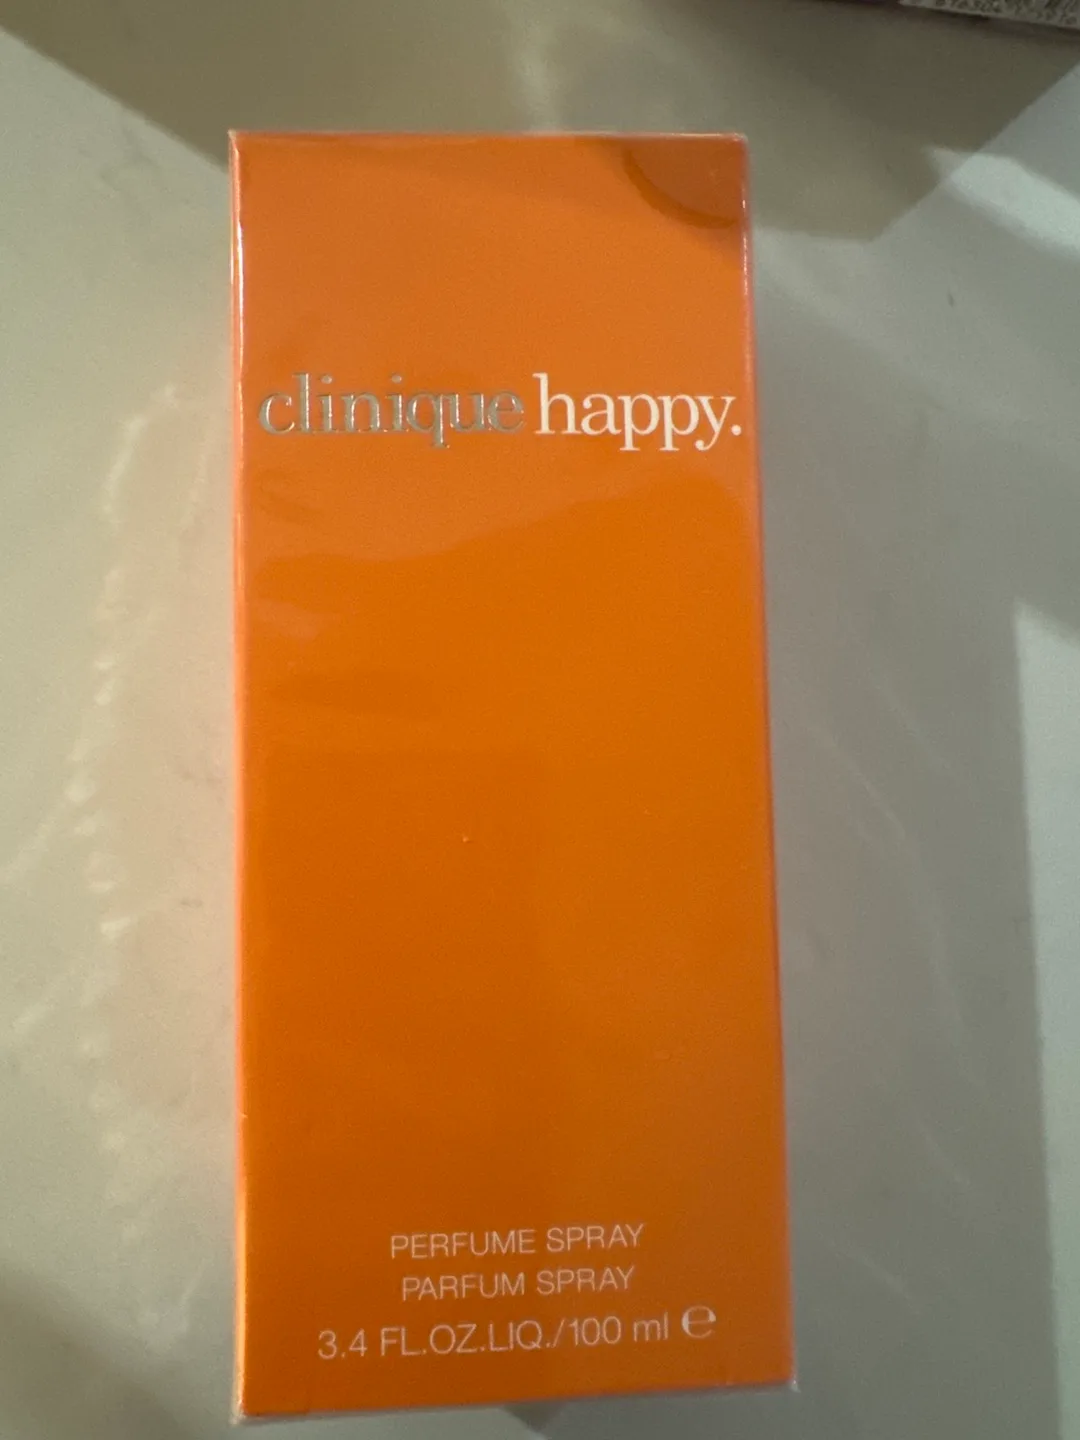 clinique happy.
PERFUME SPRAY
PARFUM SPRAY
3.4 FL.OZ.LIQ./100 ml ℮